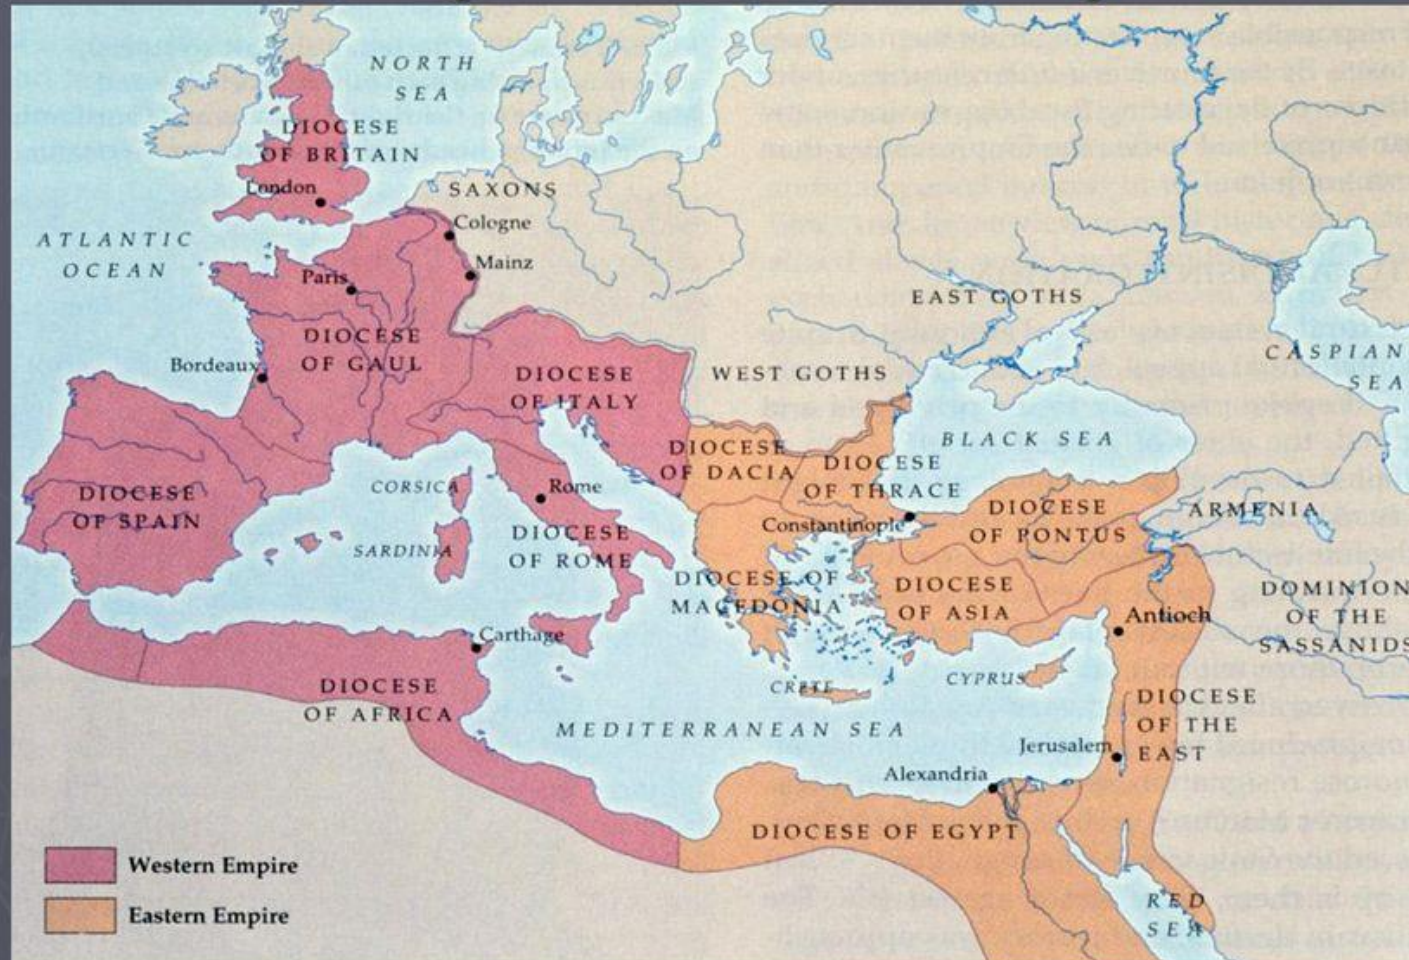 NORTH
SEA
DIOCESE
OF BRITAIN
London
SAXONS
Cologne
ATLANTIC
OCEAN
Mainz
Paris
EAST GOTHS
DIOCESE
OF GAUL
CASPIAN
SEA
Bordeaux
DIOCESE
OF ITALY
WEST GOTHS
BLACK SEA
DIOCESE
OF DACIA
DIOCESE
OF THRACE
CORSICA
Rome
DIOCESE
OF SPAIN
DIOCESE
OF PONTUS
ARMENIA
Constantinople
DIOCESE
OF ROME
SARDINIA
DIOCESE OF
MACEDONIA
DIOCESE
OF ASIA
DOMINION
OF THE
SASSANIDS
Antioch
Carthage
DIOCESE
OF AFRICA
CRETE
CYPRUS
DIOCESE
OF THE
EAST
MEDITERRANEAN SEA
Jerusalem
Alexandria
DIOCESE OF EGYPT
Western Empire
RED
SEA
Eastern Empire